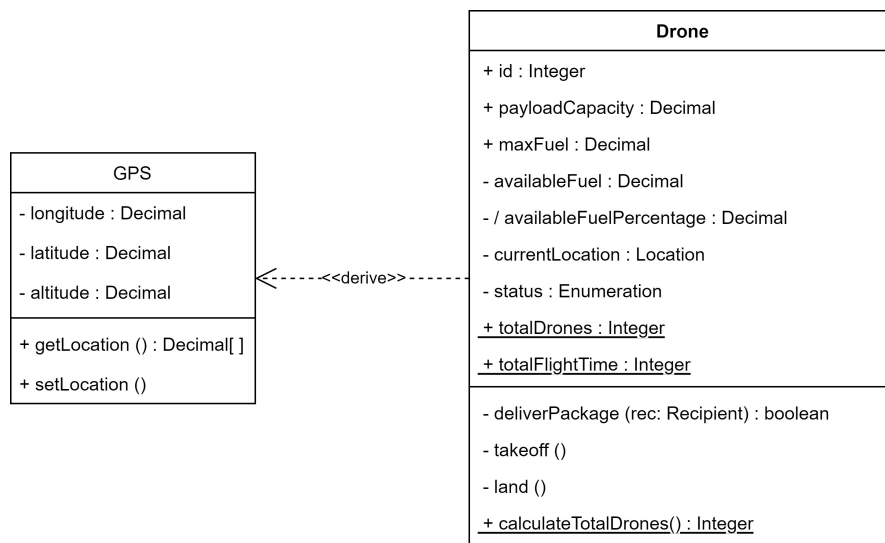 GPS
- longitude : Decimal
- latitude : Decimal
- altitude : Decimal
+ getLocation () : Decimal[ ]
+ setLocation ()
<<derive>>
Drone
+ id : Integer
+ payloadCapacity : Decimal
+ maxFuel : Decimal
- availableFuel : Decimal
- / availableFuelPercentage : Decimal
- currentLocation : Location
- status : Enumeration
+ totalDrones : Integer
+ totalFlightTime : Integer
- deliverPackage (rec: Recipient) : boolean
- takeoff ()
- land ()
+ calculateTotalDrones() : Integer